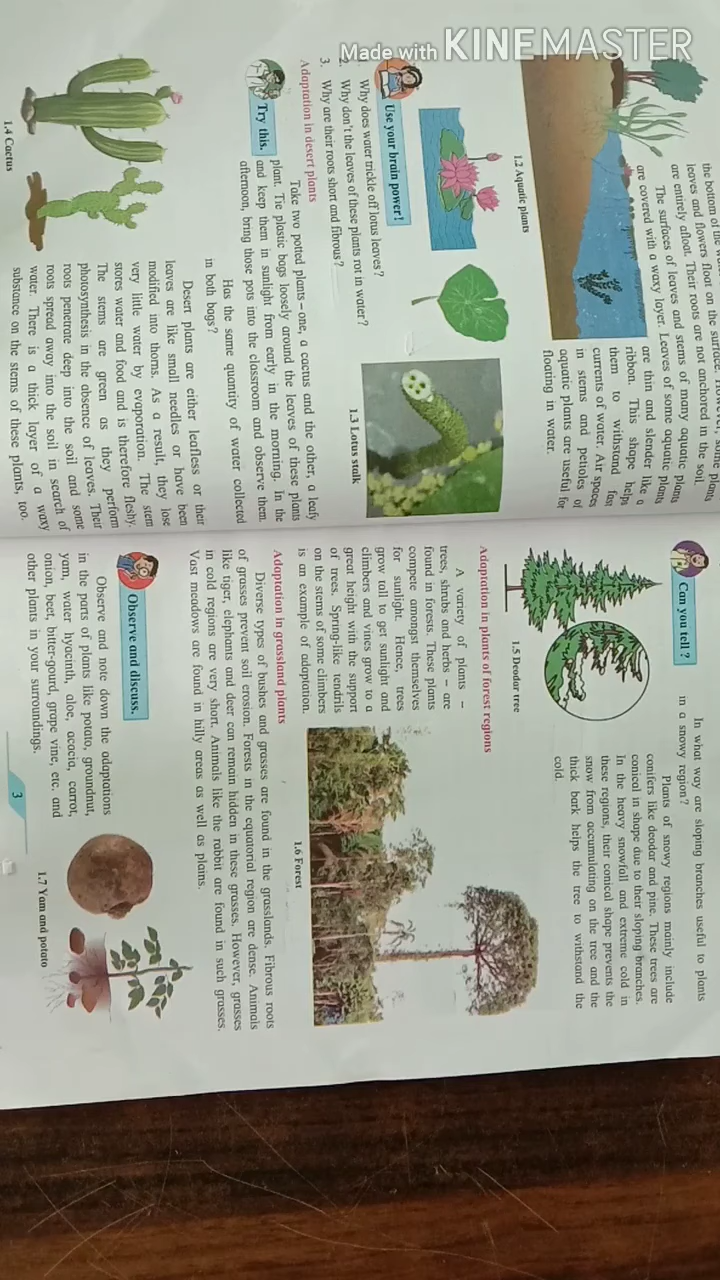 Made with KINEMASTER
the bottom of the
leaves and flowers float on the surface. However, some plants
are entirely afloat. Their roots are not anchored in the soil.
The surfaces of leaves and stems of many aquatic plants
are covered with a waxy layer. Leaves of some aquatic plants
are thin and slender like a
ribbon. This shape helps
them to withstand fast
currents of water. Air spaces
in stems and petioles of
aquatic plants are useful for
floating in water.
1.2 Aquatic plants
Use your brain power!
Why does water trickle off lotus leaves?
2. Why don't the leaves of these plants rot in water?
3. Why are their roots short and fibrous?
1.3 Lotus stalk
Adaptation in desert plants
Try this.
Take two potted plants – one, a cactus and the other, a leafy
plant. Tie plastic bags loosely around the leaves of these plants
and keep them in sunlight from early in the morning. In the
afternoon, bring those pots into the classroom and observe them.
Has the same quantity of water collected
in both bags?
Desert plants are either leafless or their
leaves are like small needles or have been
modified into thorns. As a result, they lose
very little water by evaporation. The stem
stores water and food and is therefore fleshy.
The stems are green as they perform
photosynthesis in the absence of leaves. Their
roots penetrate deep into the soil and some
roots spread away into the soil in search of
water. There is a thick layer of a waxy
substance on the stems of these plants, too.
1.4 Cactus
Can you tell ?
In what way are sloping branches useful to plants
in a snowy region?
Plants of snowy regions mainly include
conifers like deodar and pine. These trees are
conical in shape due to their sloping branches.
In the heavy snowfall and extreme cold in
these regions, their conical shape prevents the
snow from accumulating on the tree and the
thick bark helps the tree to withstand the
cold.
1.5 Deodar tree
Adaptation in plants of forest regions
A variety of plants –
trees, shrubs and herbs – are
found in forests. These plants
compete amongst themselves
for sunlight. Hence, trees
grow tall to get sunlight and
climbers and vines grow to a
great height with the support
of trees. Spring-like tendrils
on the stems of some climbers
is an example of adaptation.
1.6 Forest
Adaptation in grassland plants
Diverse types of bushes and grasses are found in the grasslands. Fibrous roots
of grasses prevent soil erosion. Forests in the equatorial region are dense. Animals
like tiger, elephants and deer can remain hidden in these grasses. However, grasses
in cold regions are very short. Animals like the rabbit are found in such grasses.
Vast meadows are found in hilly areas as well as plains.
Observe and discuss.
Observe and note down the adaptations
in the parts of plants like potato, groundnut,
yam, water hyacinth, aloe, acacia, carrot,
onion, beet, bitter-gourd, grape vine, etc. and
other plants in your surroundings.
1.7 Yam and potato
3